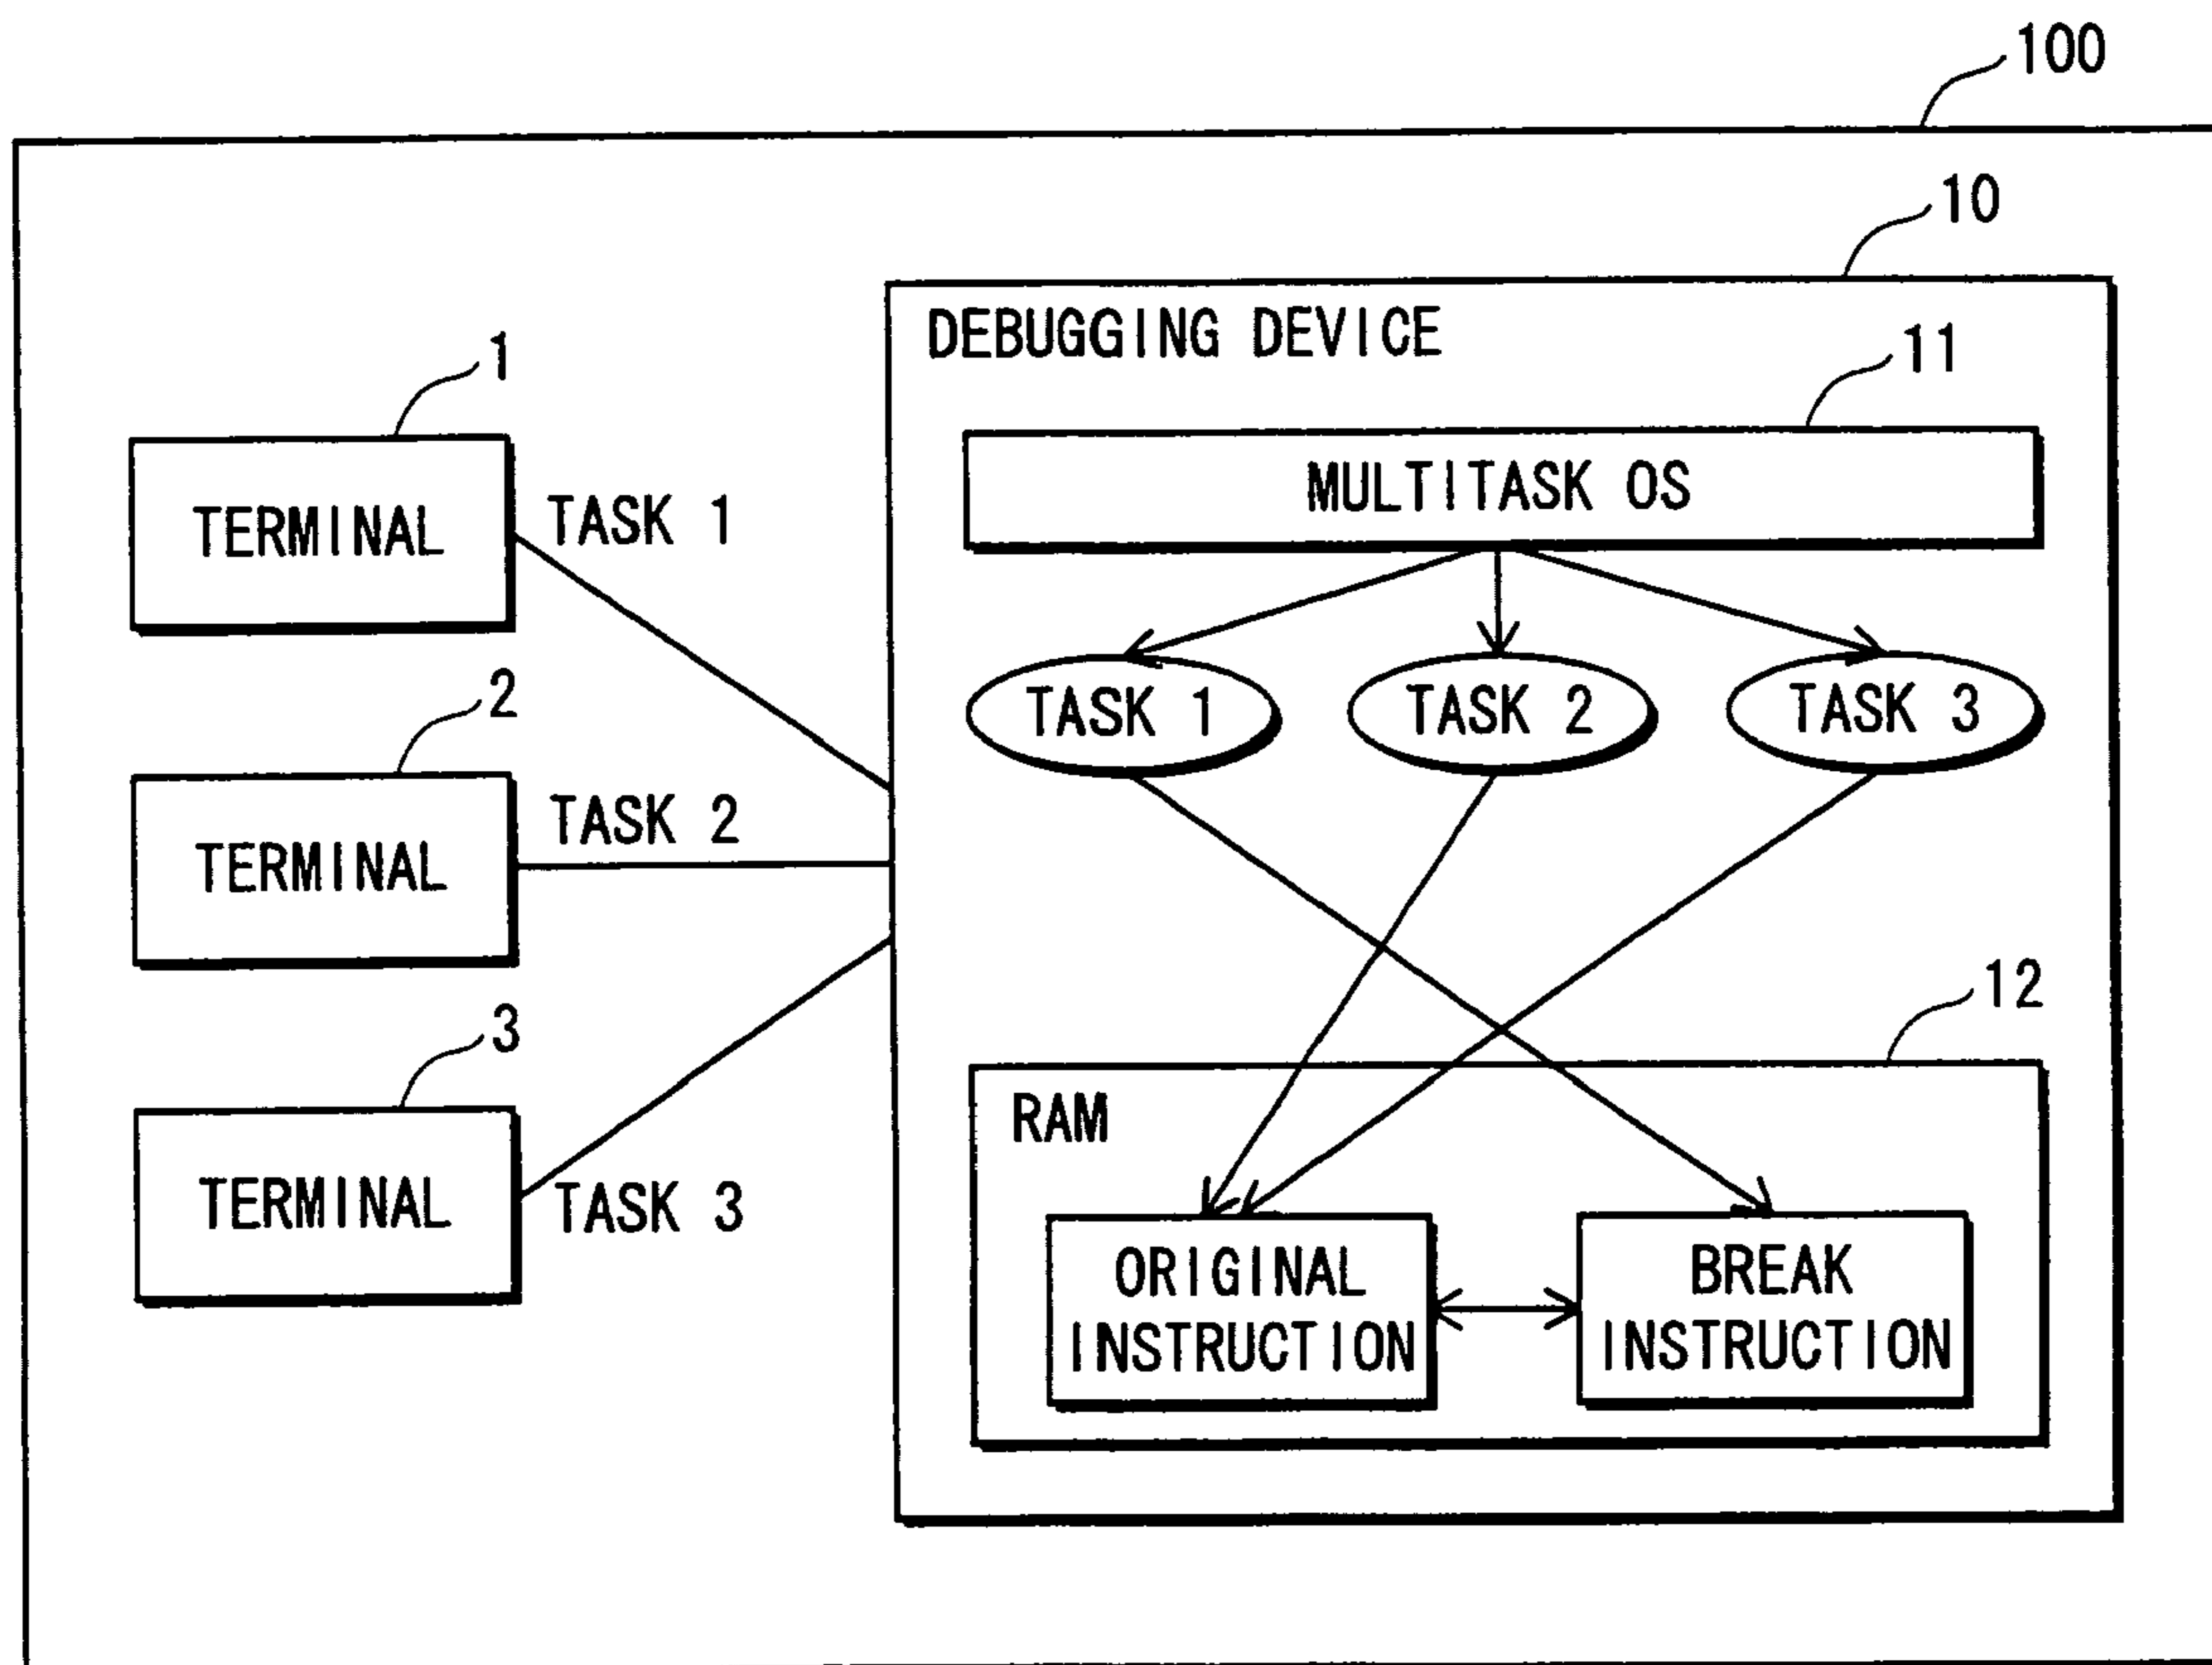 100
10
DEBUGGING DEVICE
11
MULTITASK OS
1
TERMINAL
TASK 1
2
TERMINAL
TASK 2
3
TERMINAL
TASK 3
TASK 1
TASK 2
TASK 3
12
RAM
ORIGINAL
INSTRUCTION
BREAK
INSTRUCTION